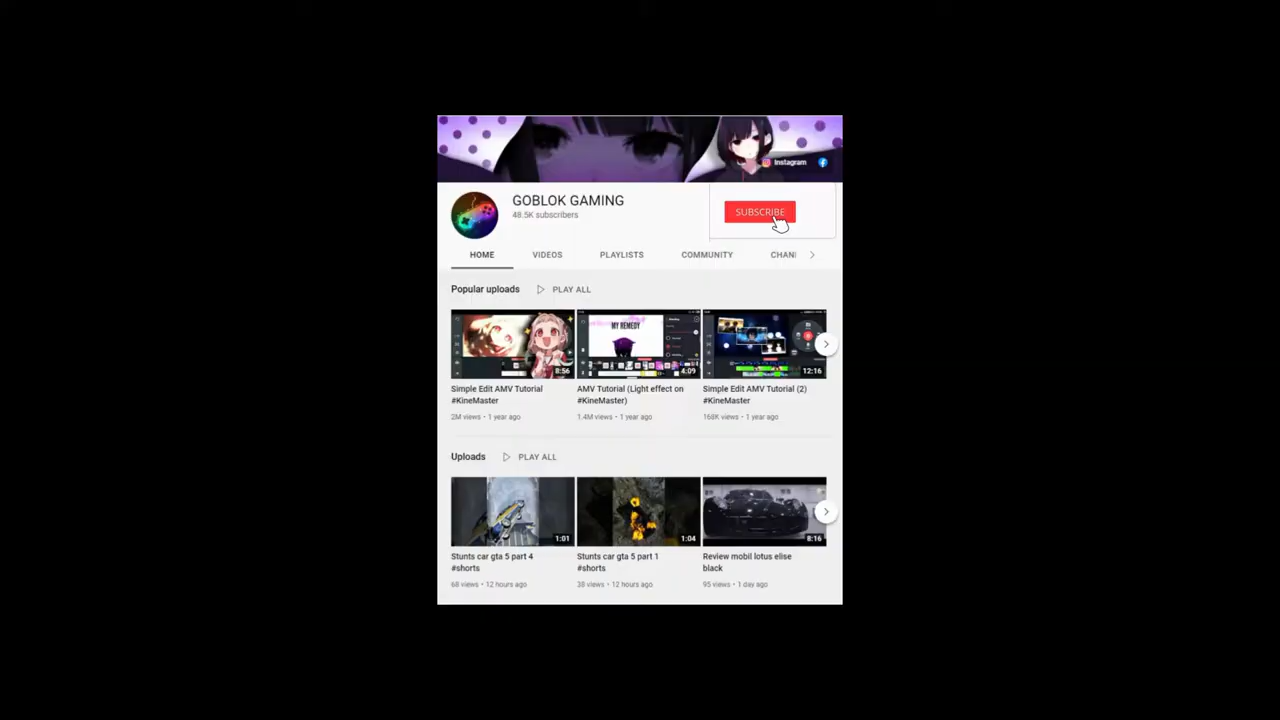 Instagram
GOBLOK GAMING
48.5K subscribers
SUBSCRIBE
HOME VIDEOS PLAYLISTS COMMUNITY CHAN
Popular uploads PLAY ALL
MY REMEDY
8:56 4:09 12:16
Simple Edit AMV Tutorial AMV Tutorial (Light effect on Simple Edit AMV Tutorial (2)
#KineMaster #KineMaster) #KineMaster
2M views • 1 year ago 1.4M views • 1 year ago 168K views • 1 year ago
Uploads PLAY ALL
1:01 1:04 8:16
Stunts car gta 5 part 4 Stunts car gta 5 part 1 Review mobil lotus elise
#shorts #shorts black
68 views • 12 hours ago 38 views • 12 hours ago 95 views • 1 day ago